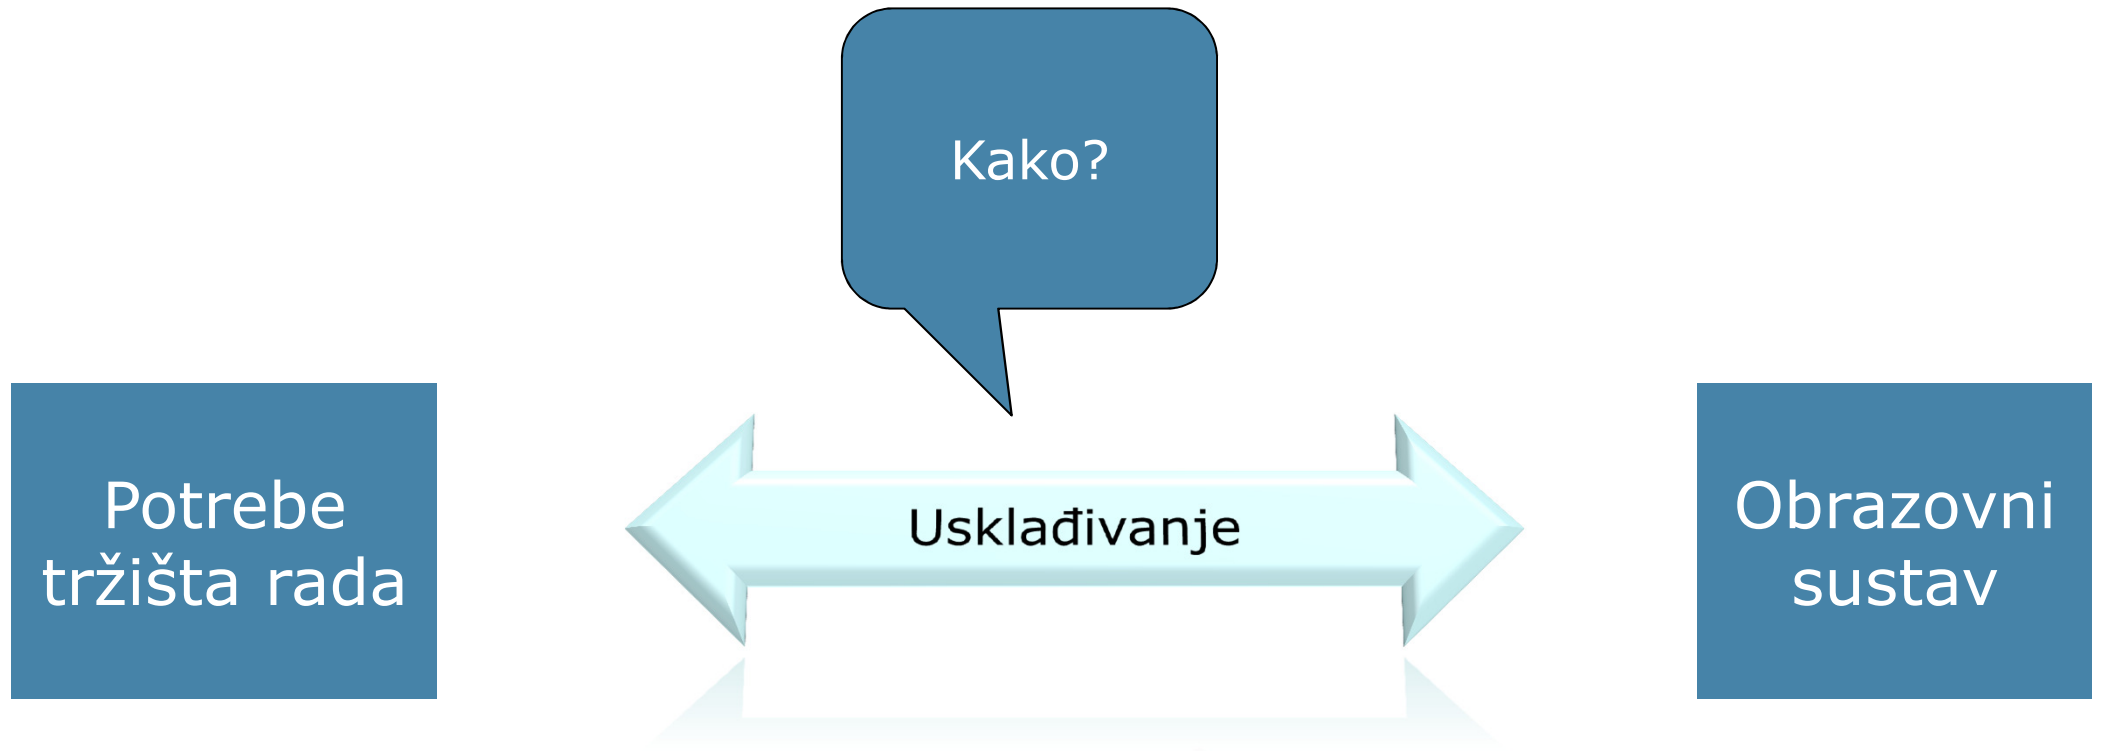 Kako?
Potrebe
tržišta rada
Usklađivanje
Obrazovni
sustav